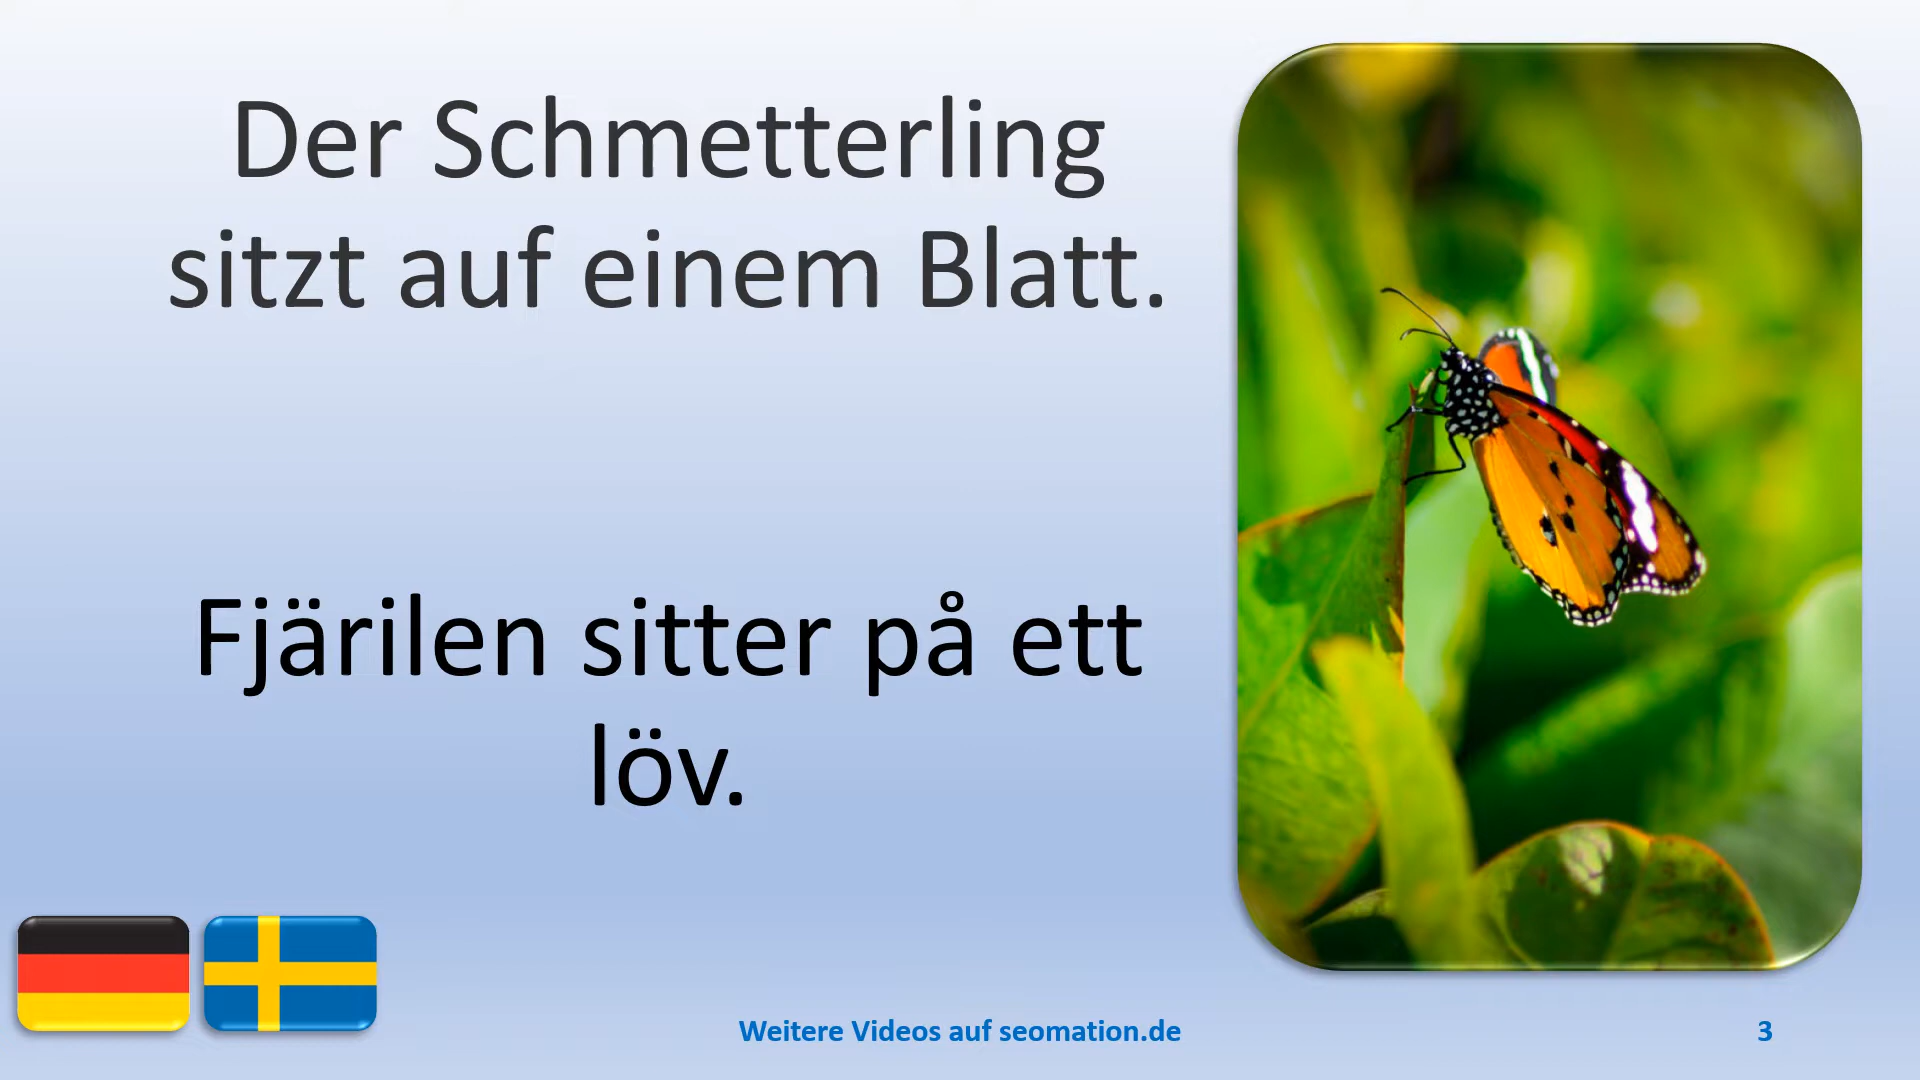 Der Schmetterling
sitzt auf einem Blatt.
Fjärilen sitter på ett
löv.
Weitere Videos auf seomation.de
3